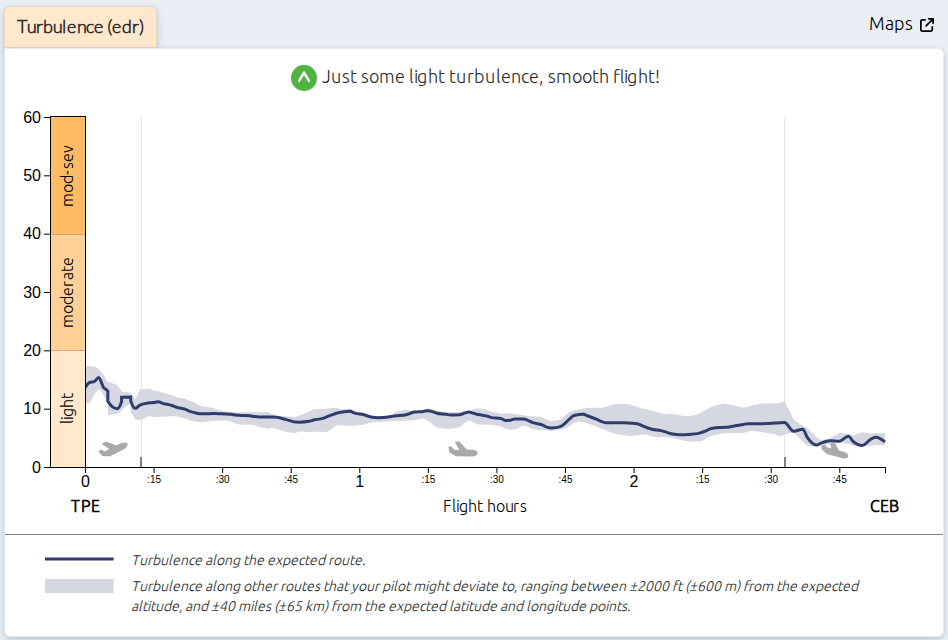 Turbulence (edr)
Maps
Just some light turbulence, smooth flight!
60
50
40
30
20
10
0
mod-sev
moderate
light
0 :15 :30 :45 1 :15 :30 :45 2 :15 :30 :45
TPE Flight hours CEB
Turbulence along the expected route.
Turbulence along other routes that your pilot might deviate to, ranging between ±2000 ft (±600 m) from the expected
altitude, and ±40 miles (±65 km) from the expected latitude and longitude points.